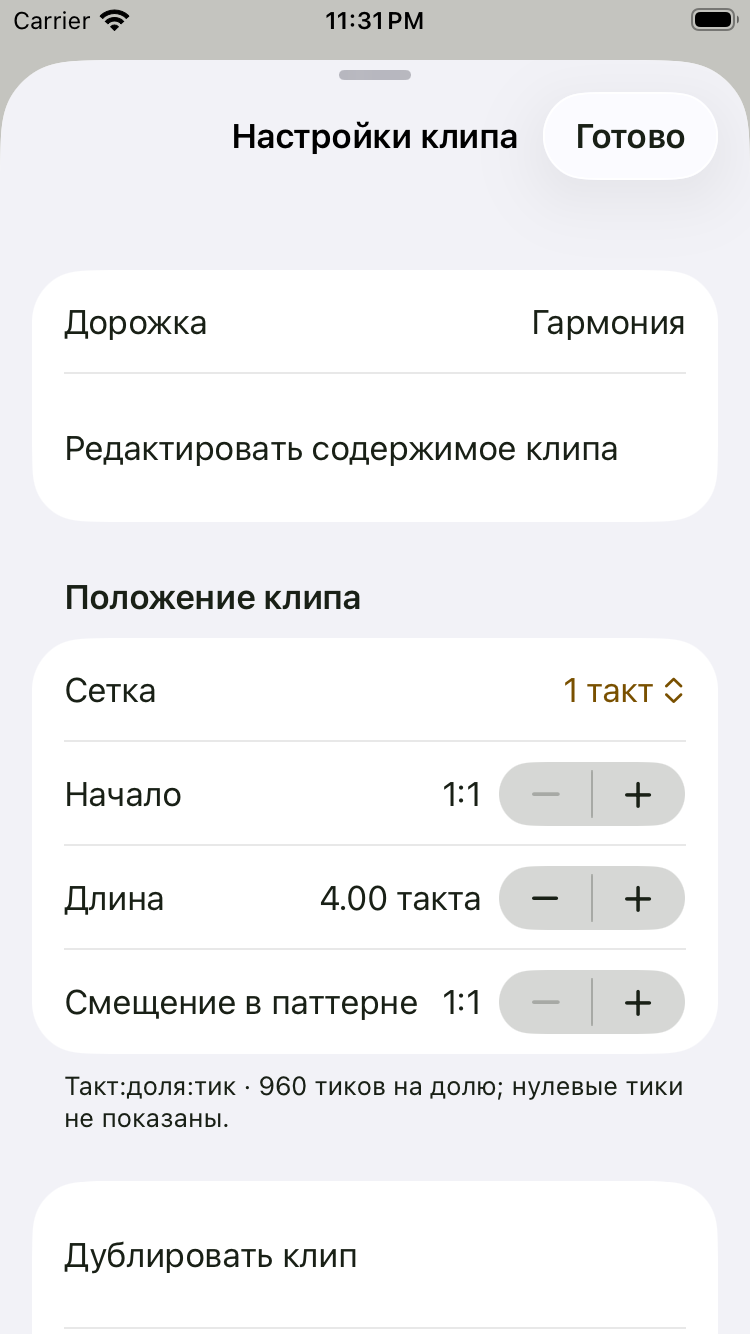 Carrier 11:31 PM
Настройки клипа Готово
Дорожка Гармония
Редактировать содержимое клипа
Положение клипа
Сетка 1 такт
Начало 1:1
Длина 4.00 такта
Смещение в паттерне 1:1
Такт:доля:тик · 960 тиков на долю; нулевые тики
не показаны.
Дублировать клип